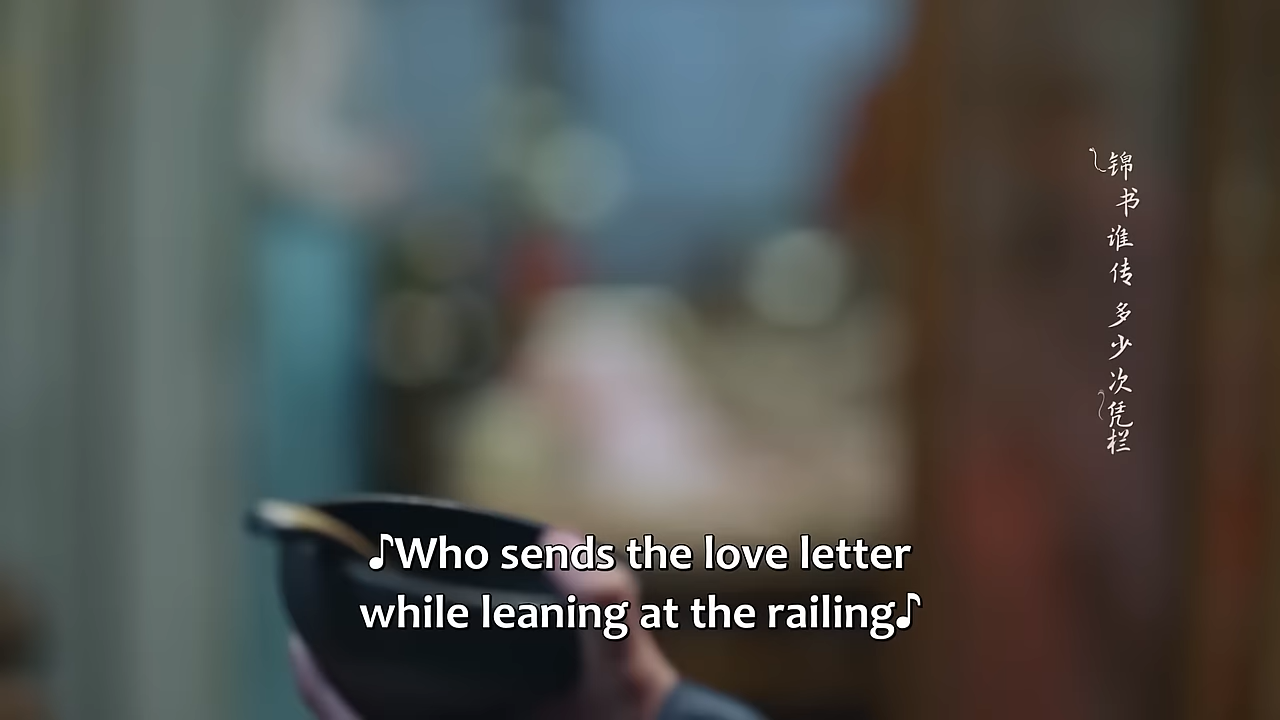 锦书谁传 多少次凭栏
♪Who sends the love letter
while leaning at the railing♪